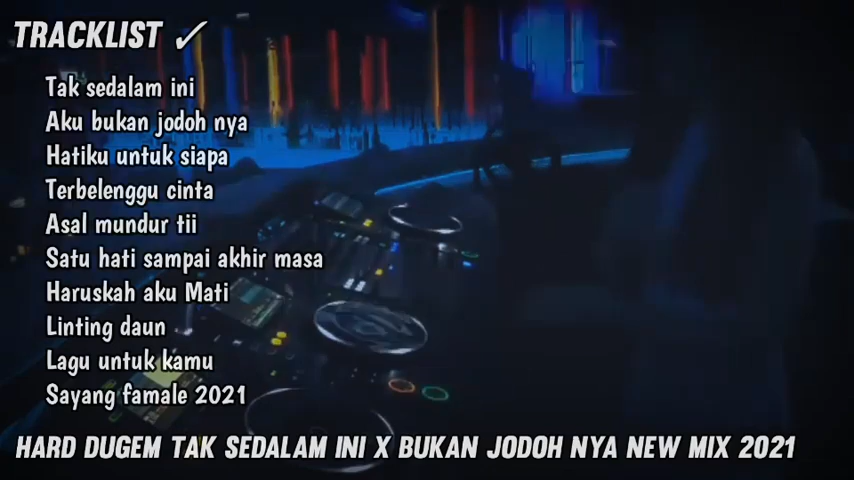 TRACKLIST ✓
Tak sedalam ini
Aku bukan jodoh nya
Hatiku untuk siapa
Terbelenggu cinta
Asal mundur tii
Satu hati sampai akhir masa
Haruskah aku Mati
Linting daun
Lagu untuk kamu
Sayang famale 2021
HARD DUGEM TAK SEDALAM INI X BUKAN JODOH NYA NEW MIX 2021